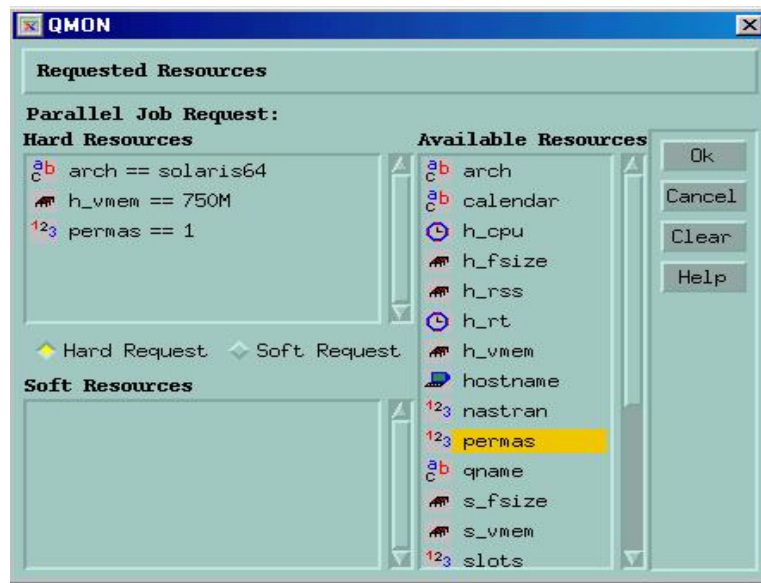 QMON
Requested Resources
Parallel Job Request:
Hard Resources
arch == solaris64
h_vmem == 750M
permas == 1
Hard Request
Soft Request
Soft Resources
Available Resources
arch
calendar
h_cpu
h_fsize
h_rss
h_rt
h_vmem
hostname
nastran
permas
qname
s_fsize
s_vmem
slots
Ok
Cancel
Clear
Help